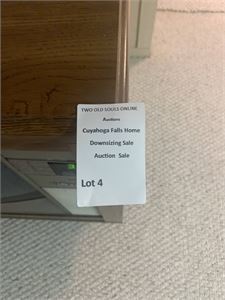 TWO OLD SOULS ONLINE
Auctions
Cuyahoga Falls Home
Downsizing Sale
Auction Sale
Lot 4